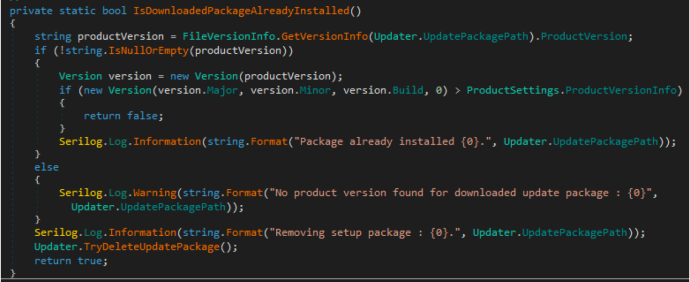 private static bool IsDownloadedPackageAlreadyInstalled()
{
string productVersion = FileVersionInfo.GetVersionInfo(Updater.UpdatePackagePath).ProductVersion;
if (!string.IsNullOrEmpty(productVersion))
{
Version version = new Version(productVersion);
if (new Version(version.Major, version.Minor, version.Build, 0) > ProductSettings.ProductVersionInfo)
{
return false;
}
Serilog.Log.Information(string.Format("Package already installed {0}.", Updater.UpdatePackagePath));
}
else
{
Serilog.Log.Warning(string.Format("No product version found for downloaded update package : {0}",
Updater.UpdatePackagePath));
}
Serilog.Log.Information(string.Format("Removing setup package : {0}.", Updater.UpdatePackagePath));
Updater.TryDeleteUpdatePackage();
return true;
}